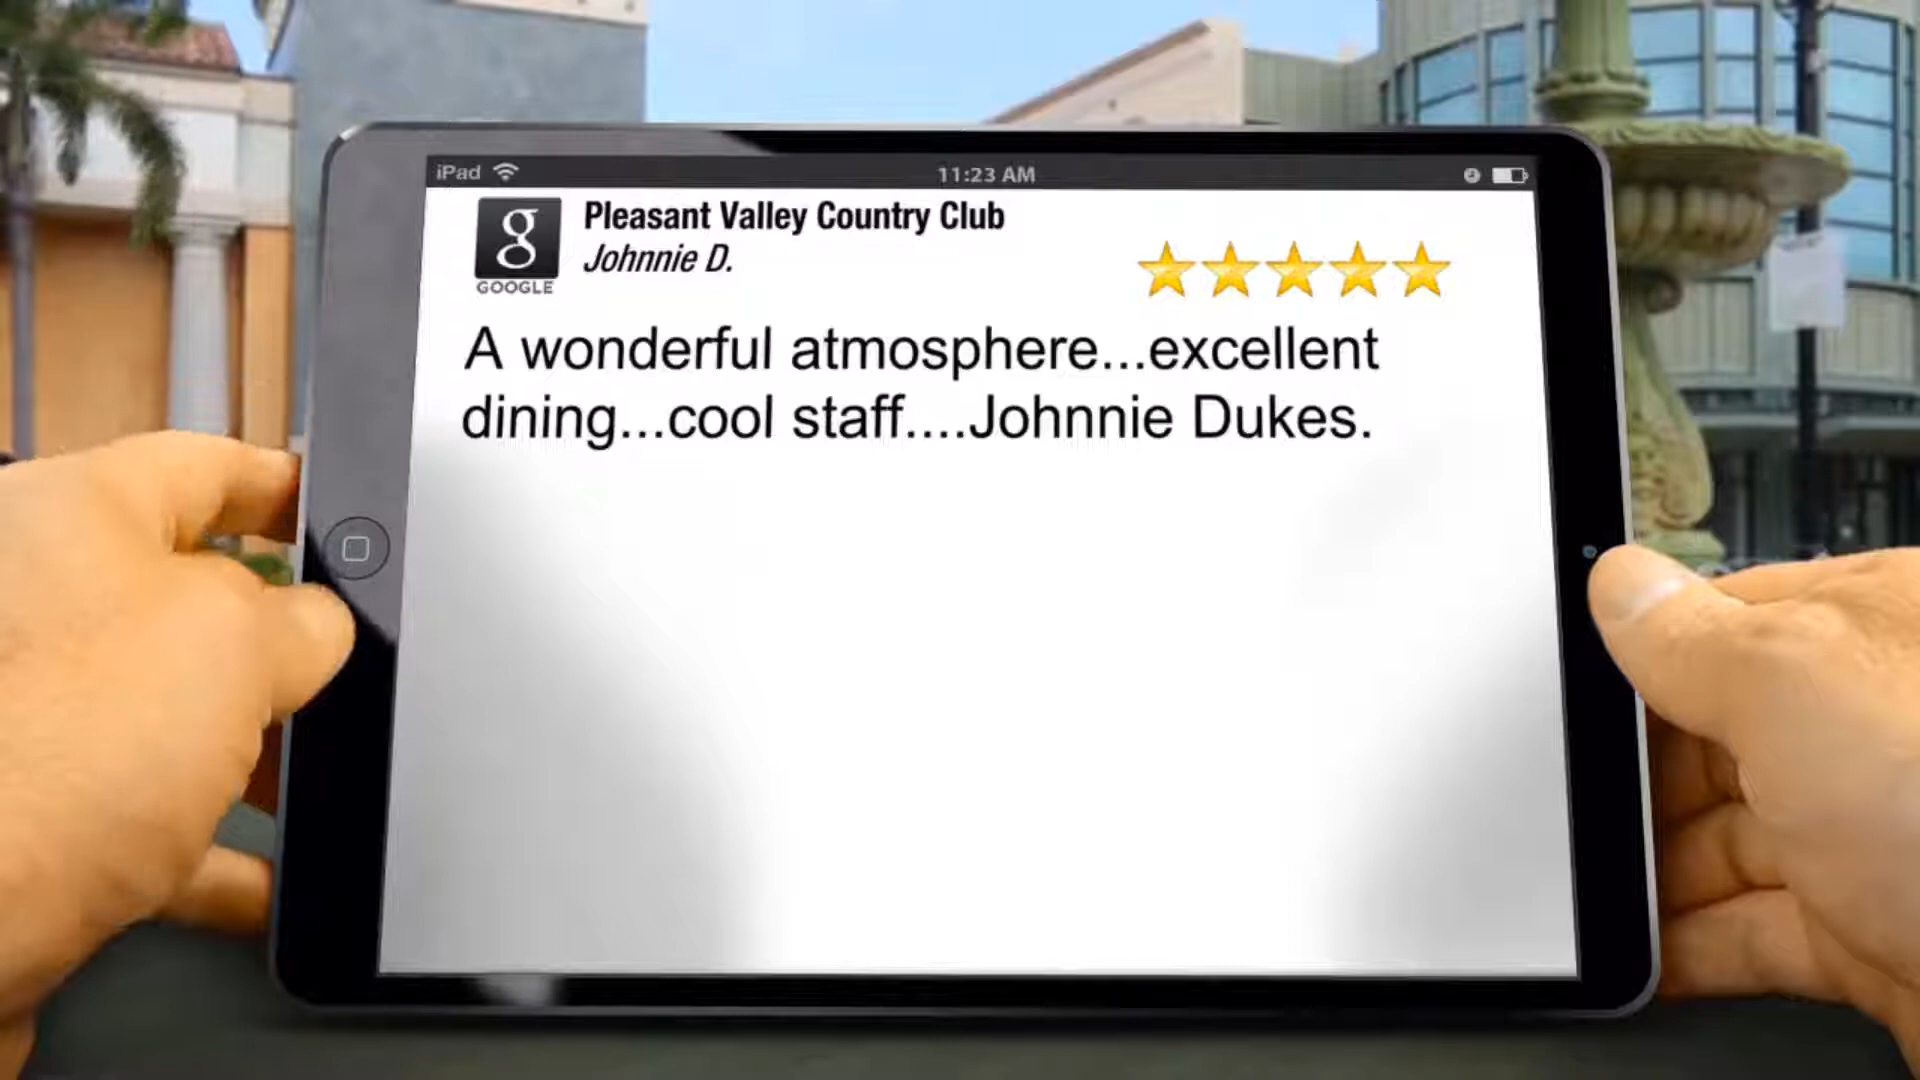 iPad
11:23 AM
g
GOOGLE
Pleasant Valley Country Club
Johnnie D.
A wonderful atmosphere...excellent
dining...cool staff....Johnnie Dukes.